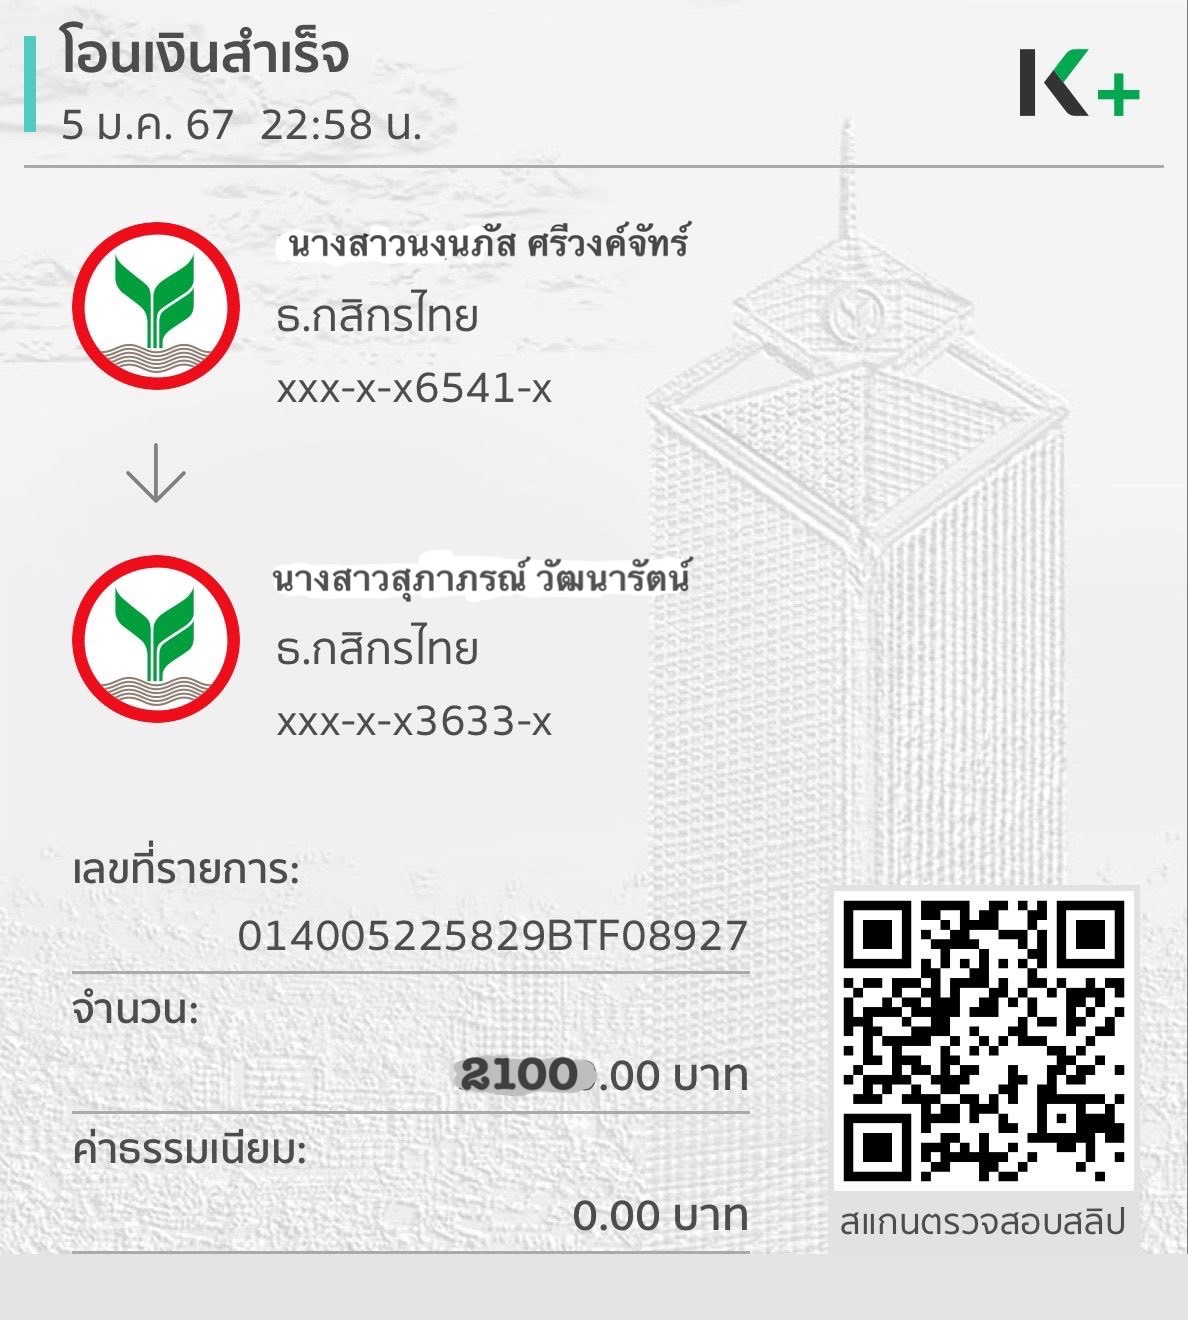 โอนเงินสำเร็จ
5 ม.ค. 67 22:58 น.
K+
นางสาวนงนภัส ศรีวงค์จัทร์
ธ.กสิกรไทย
xxx-x-x6541-x
นางสาวสุภาภรณ์ วัฒนารัตน์
ธ.กสิกรไทย
xxx-x-x3633-x
เลขที่รายการ:
014005225829BTF08927
จำนวน:
2100.00 บาท
ค่าธรรมเนียม:
0.00 บาท
สแกนตรวจสอบสลิป